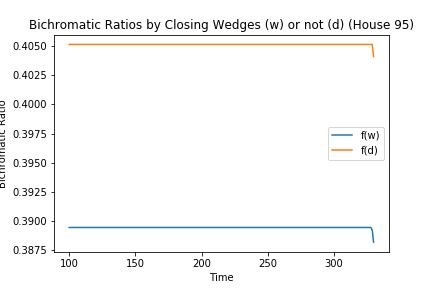 Bichromatic Ratios by Closing Wedges (w) or not (d) (House 95)
0.4050
0.4025
0.4000
0.3975
0.3950
0.3925
0.3900
0.3875
Bichromatic Ratio
f(w)
f(d)
100
150
200
250
300
Time